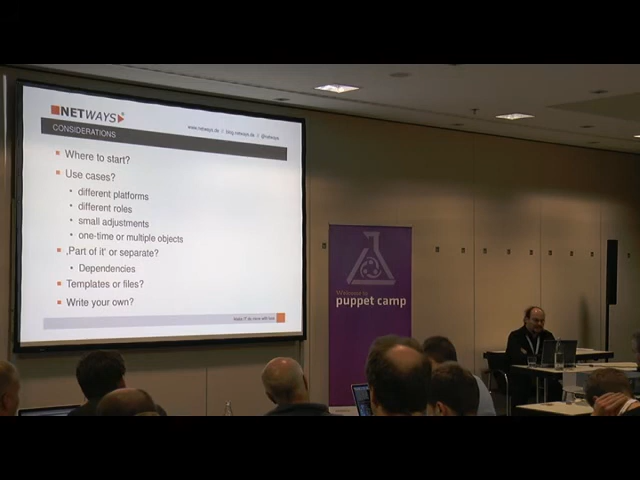 NETWAYS
www.netways.de / blog.netways.de / @netways
CONSIDERATIONS
Where to start?
Use cases?
different platforms
different roles
small adjustments
one-time or multiple objects
‚Part of it' or separate?
Dependencies
Templates or files?
Write your own?
Welcome to
puppet camp